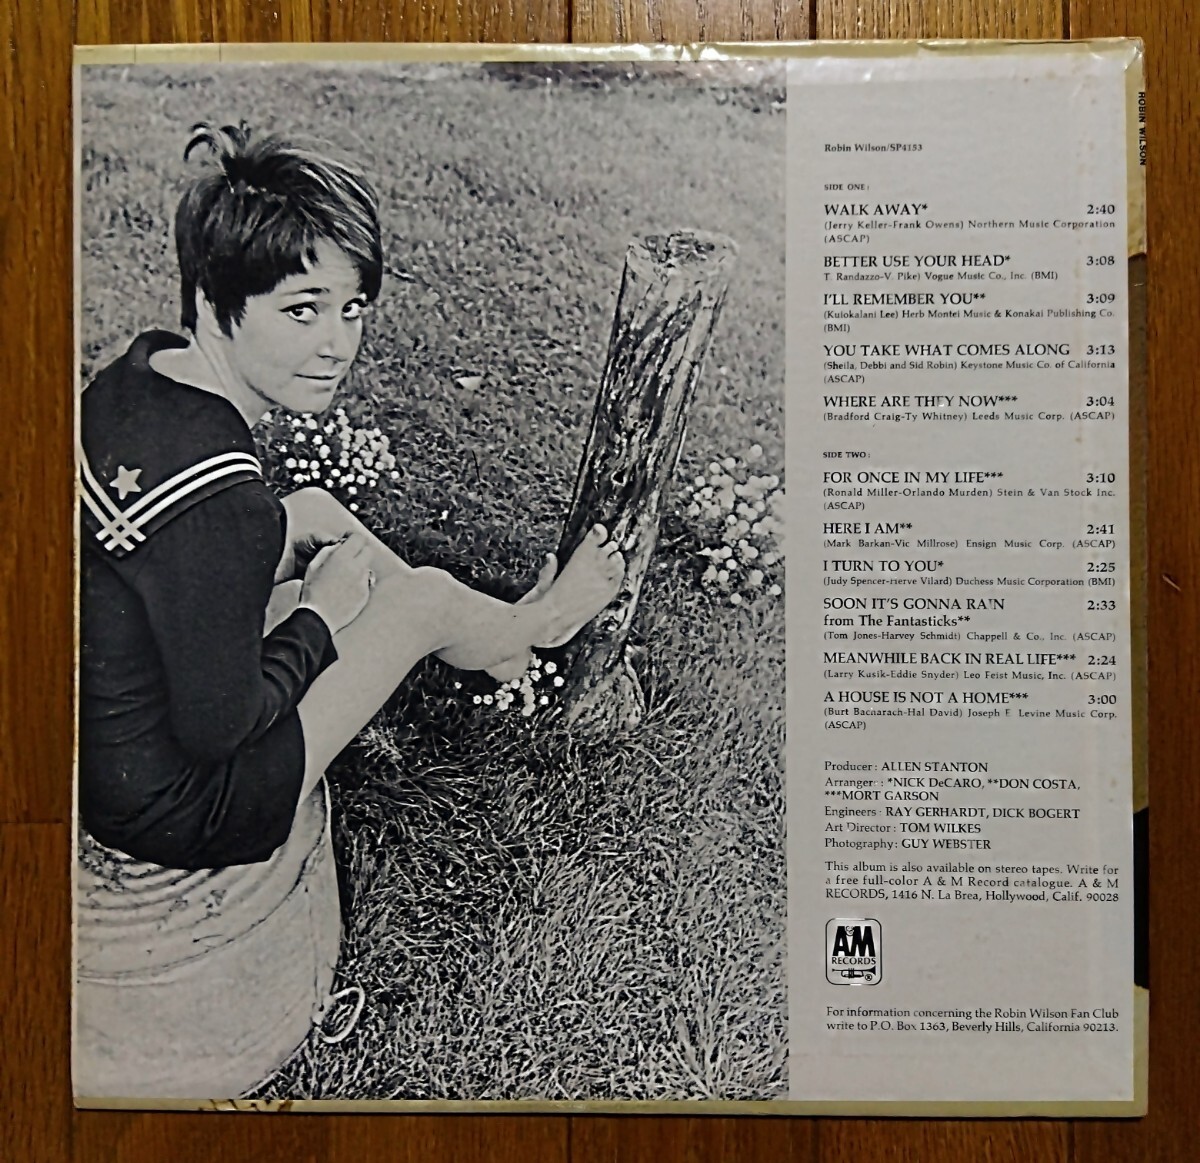 ROBIN WILSON
Robin Wilson/SP4153
SIDE ONE:
WALK AWAY* 2:40
(Jerry Keller-Frank Owens) Northern Music Corporation
(ASCAP)
BETTER USE YOUR HEAD* 3:08
T. Randazzo-V. Pike) Vogue Music Co., Inc. (BMI)
I'LL REMEMBER YOU** 3:09
(Kuiokalani Lee) Herb Montei Music & Konakai Publishing Co.
(BMI)
YOU TAKE WHAT COMES ALONG 3:13
(Sheila, Debbi and Sid Robin) Keystone Music Co. of California
(ASCAP)
WHERE ARE THEY NOW*** 3:04
(Bradford Craig-Ty Whitney) Leeds Music Corp. (ASCAP)
SIDE TWO:
FOR ONCE IN MY LIFE*** 3:10
(Ronald Miller-Orlando Murden) Stein & Van Stock Inc.
(ASCAP)
HERE I AM** 2:41
(Mark Barkan-Vic Millrose) Ensign Music Corp. (ASCAP)
I TURN TO YOU* 2:25
(Judy Spencer-Herve Vilard) Duchess Music Corporation (BMI)
SOON IT'S GONNA RAIN 2:33
from The Fantasticks**
(Tom Jones-Harvey Schmidt) Chappell & Co., Inc. (ASCAP)
MEANWHILE BACK IN REAL LIFE*** 2:24
(Larry Kusik-Eddie Snyder) Leo Feist Music, Inc. (ASCAP)
A HOUSE IS NOT A HOME*** 3:00
(Burt Bacharach-Hal David) Joseph E. Levine Music Corp.
(ASCAP)
Producer: ALLEN STANTON
Arrangers: *NICK DeCARO, **DON COSTA,
***MORT GARSON
Engineers: RAY GERHARDT, DICK BOGERT
Art Director: TOM WILKES
Photography: GUY WEBSTER
This album is also available on stereo tapes. Write for
a free full-color A & M Record catalogue. A & M
RECORDS, 1416 N. La Brea, Hollywood, Calif. 90028
A&M
RECORDS
®
For information concerning the Robin Wilson Fan Club
write to P.O. Box 1363, Beverly Hills, California 90213.